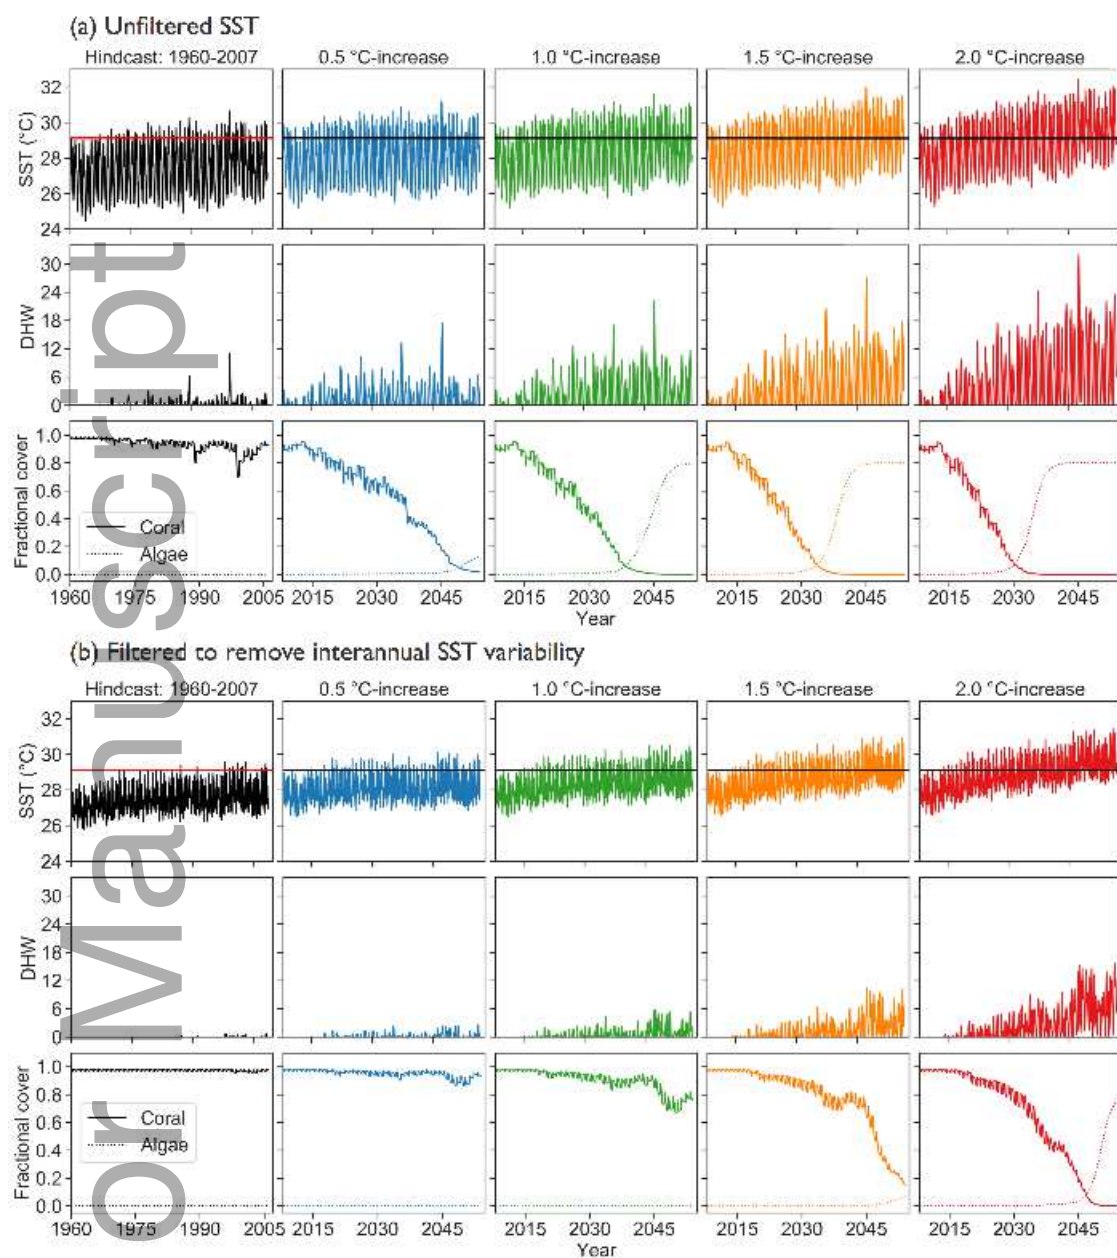 (a) Unfiltered SST
Hindcast: 1960-2007 0.5 °C-increase 1.0 °C-increase 1.5 °C-increase 2.0 °C-increase
SST (°C)
32
30
28
26
24
DHW
30
24
18
12
6
0
Fractional cover
1.0
0.8
0.6
0.4
0.2
0.0
Coral
Algae
1960 1975 1990 2005 2015 2030 2045 2015 2030 2045 2015 2030 2045 2015 2030 2045
Year
(b) Filtered to remove interannual SST variability
Hindcast: 1960-2007 0.5 °C-increase 1.0 °C-increase 1.5 °C-increase 2.0 °C-increase
SST (°C)
32
30
28
26
24
DHW
30
24
18
12
6
0
Fractional cover
1.0
0.8
0.6
0.4
0.2
0.0
Coral
Algae
1960 1975 1990 2005 2015 2030 2045 2015 2030 2045 2015 2030 2045 2015 2030 2045
Year
or Manuscript